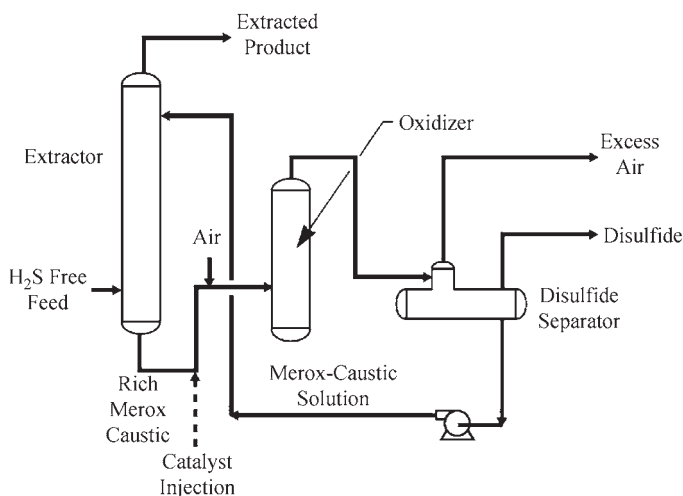 Extracted
Product
Oxidizer
Excess
Air
Extractor
Air
Disulfide
H₂S Free
Feed
Disulfide
Separator
Merox-Caustic
Solution
Rich
Merox
Caustic
Catalyst
Injection